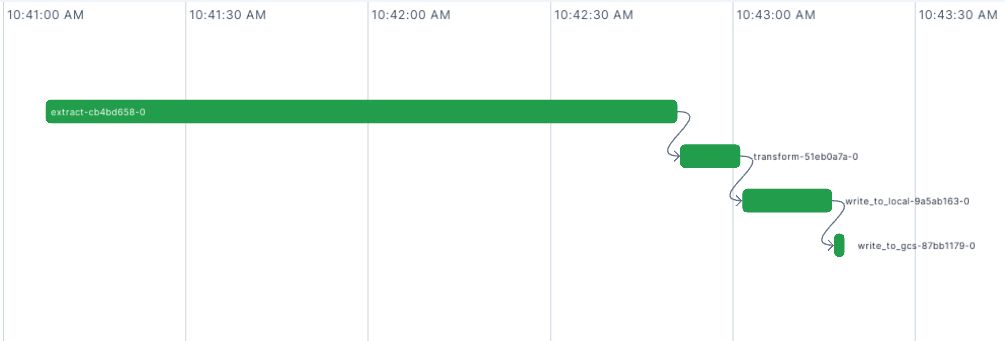 10:41:00 AM 10:41:30 AM 10:42:00 AM 10:42:30 AM 10:43:00 AM 10:43:30 AM
extract-cb4bd658-0
transform-51eb0a7a-0
write_to_local-9a5ab163-0
write_to_gcs-87bb1179-0